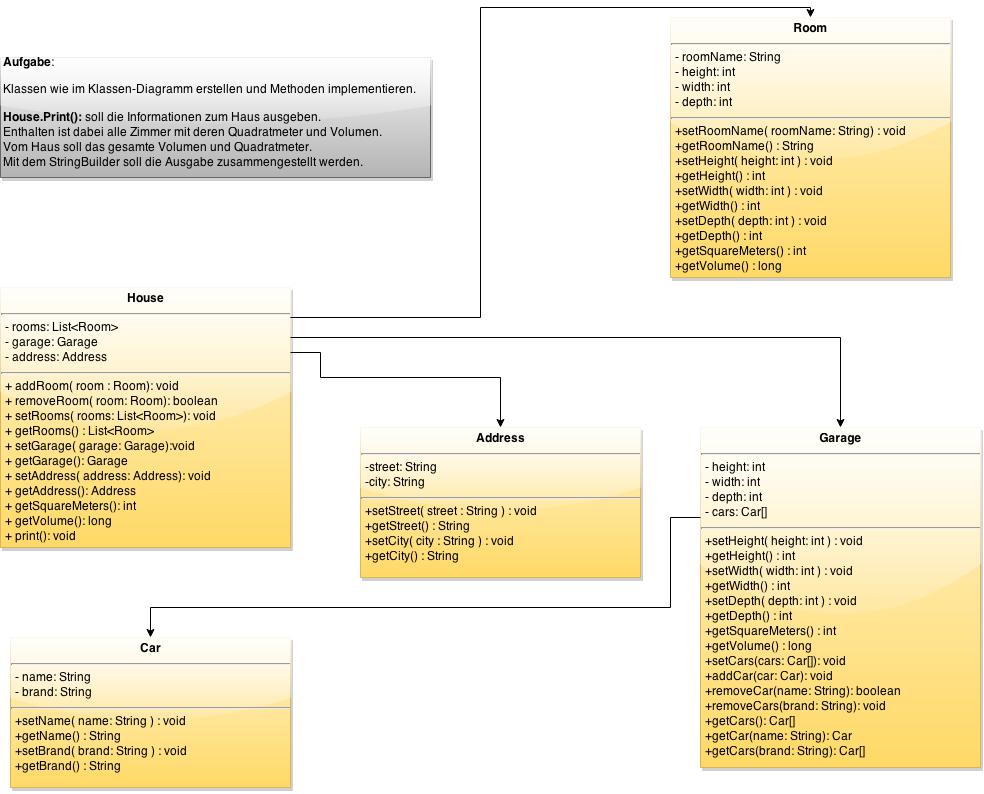 Aufgabe:
Klassen wie im Klassen-Diagramm erstellen und Methoden implementieren.
House.Print(): soll die Informationen zum Haus ausgeben.
Enthalten ist dabei alle Zimmer mit deren Quadratmeter und Volumen.
Vom Haus soll das gesamte Volumen und Quadratmeter.
Mit dem StringBuilder soll die Ausgabe zusammengestellt werden.
Room
- roomName: String
- height: int
- width: int
- depth: int
+setRoomName( roomName: String) : void
+getRoomName() : String
+setHeight( height: int ) : void
+getHeight() : int
+setWidth( width: int ) : void
+getWidth() : int
+setDepth( depth: int ) : void
+getDepth() : int
+getSquareMeters() : int
+getVolume() : long
House
- rooms: List<Room>
- garage: Garage
- address: Address
+ addRoom( room : Room): void
+ removeRoom( room: Room): boolean
+ setRooms( rooms: List<Room>): void
+ getRooms() : List<Room>
+ setGarage( garage: Garage):void
+ getGarage(): Garage
+ setAddress( address: Address): void
+ getAddress(): Address
+ getSquareMeters(): int
+ getVolume(): long
+ print(): void
Address
-street: String
-city: String
+setStreet( street : String ) : void
+getStreet() : String
+setCity( city : String ) : void
+getCity() : String
Garage
- height: int
- width: int
- depth: int
- cars: Car[]
+setHeight( height: int ) : void
+getHeight() : int
+setWidth( width: int ) : void
+getWidth() : int
+setDepth( depth: int ) : void
+getDepth() : int
+getSquareMeters() : int
+getVolume() : long
+setCars(cars: Car[]): void
+addCar(car: Car): void
+removeCar(name: String): boolean
+removeCars(brand: String): void
+getCars(): Car[]
+getCar(name: String): Car
+getCars(brand: String): Car[]
Car
- name: String
- brand: String
+setName( name: String ) : void
+getName() : String
+setBrand( brand: String ) : void
+getBrand() : String